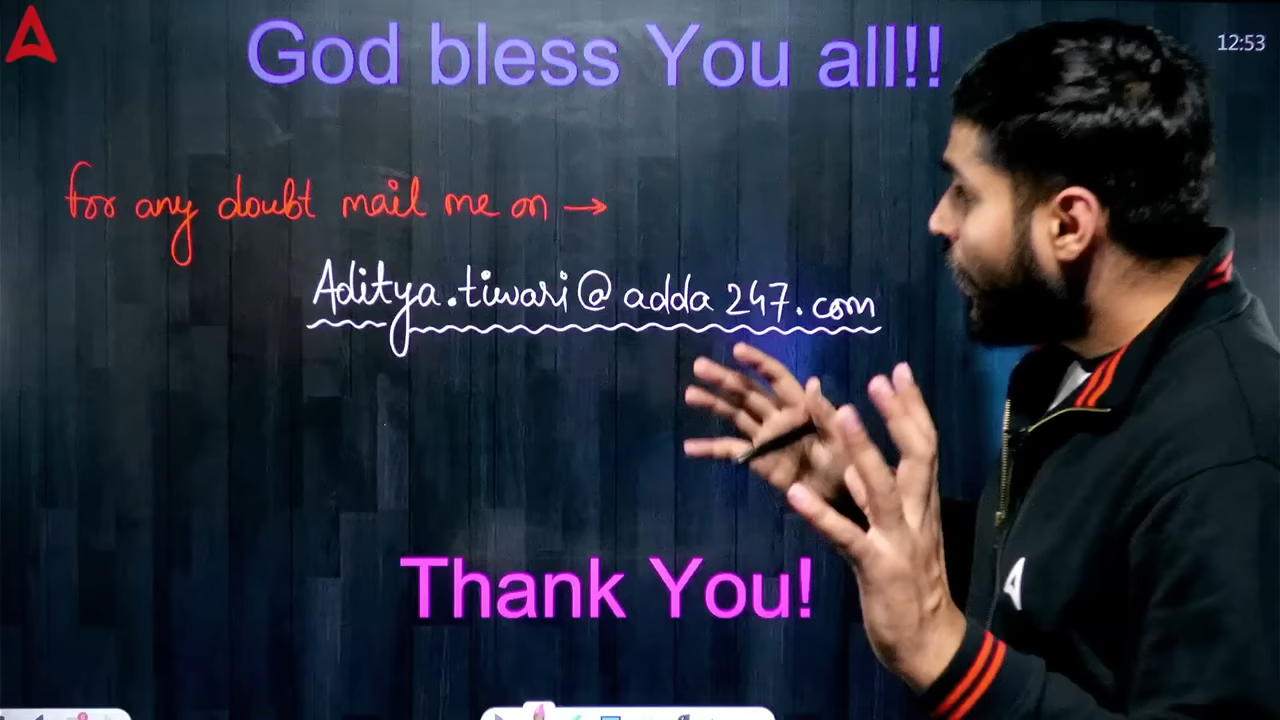 God bless You all!!
12:53
for any doubt mail me on →
Aditya.tiwari@adda247.com
Thank You!